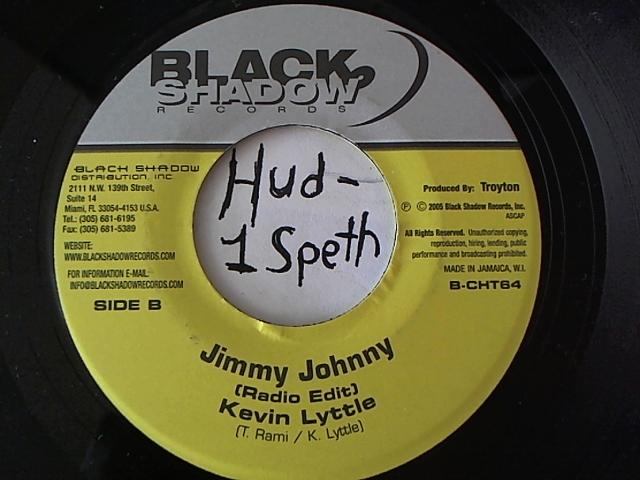 BLACK
SHADOW
RECORDS
BLACK SHADOW
DISTRIBUTION, INC
2111 N.W. 139th Street,
Suite 14
Miami, FL 33054-4153 U.S.A.
Tel.: (305) 681-6195
Fax: (305) 681-5389
WEBSITE:
WWW.BLACKSHADOWRECORDS.COM
FOR INFORMATION E-MAIL:
INFO@BLACKSHADOWRECORDS.COM
SIDE B
Hud-
1 Speth
Produced By: Troyton
℗ © 2005 Black Shadow Records, Inc.
ASCAP
All Rights Reserved. Unauthorized copying,
reproduction, hiring, lending, public
performance and broadcasting prohibited.
MADE IN JAMAICA, W.I.
B-CHT64
Jimmy Johnny
(Radio Edit)
Kevin Lyttle
(T. Rami / K. Lyttle)